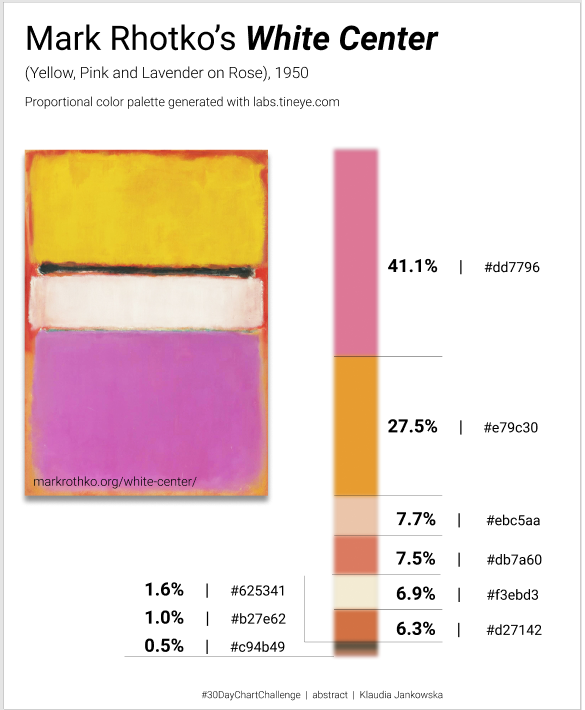 Mark Rhotko’s White Center
(Yellow, Pink and Lavender on Rose), 1950
Proportional color palette generated with labs.tineye.com
41.1% | #dd7796
27.5% | #e79c30
markrothko.org/white-center/
7.7% | #ebc5aa
7.5% | #db7a60
6.9% | #f3ebd3
6.3% | #d27142
1.6% | #625341
1.0% | #b27e62
0.5% | #c94b49
#30DayChartChallenge | abstract | Klaudia Jankowska